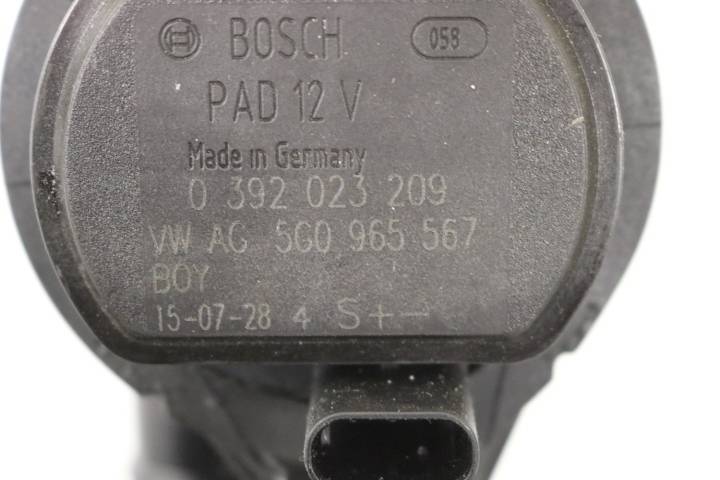 BOSCH 058
PAD 12 V
Made in Germany
0 392 023 209
VW AG 5G0 965 567
BOY
15-07-28 4 S+-